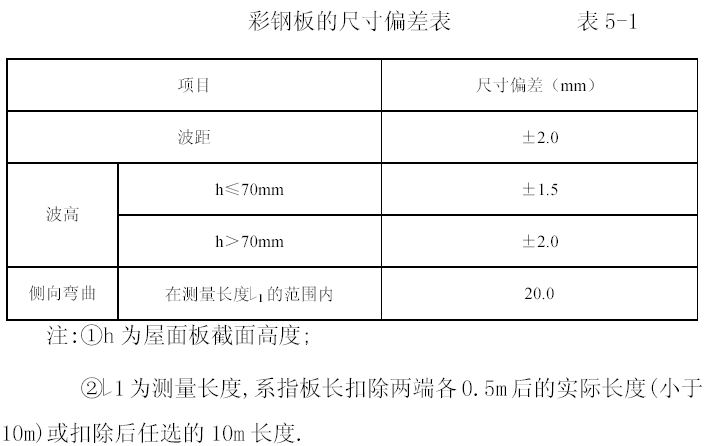 彩钢板的尺寸偏差表 表 5-1
项目 尺寸偏差（mm）
波距 ±2.0
波高 h≤70mm ±1.5
h＞70mm ±2.0
侧向弯曲 在测量长度㇀1 的范围内 20.0
注:①h 为屋面板截面高度;
②㇀1 为测量长度,系指板长扣除两端各 0.5m 后的实际长度(小于
10m)或扣除后任选的 10m 长度.